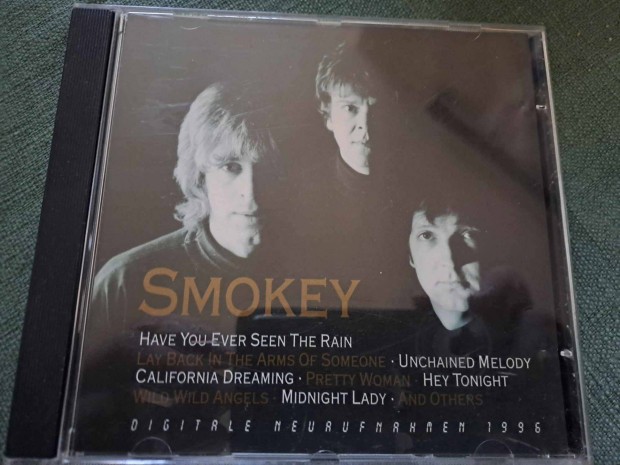 SMOKEY
HAVE YOU EVER SEEN THE RAIN
LAY BACK IN THE ARMS OF SOMEONE · UNCHAINED MELODY
CALIFORNIA DREAMING · PRETTY WOMAN · HEY TONIGHT
WILD WILD ANGELS · MIDNIGHT LADY · AND OTHERS
DIGITALE NEUAUFNAHMEN 1996